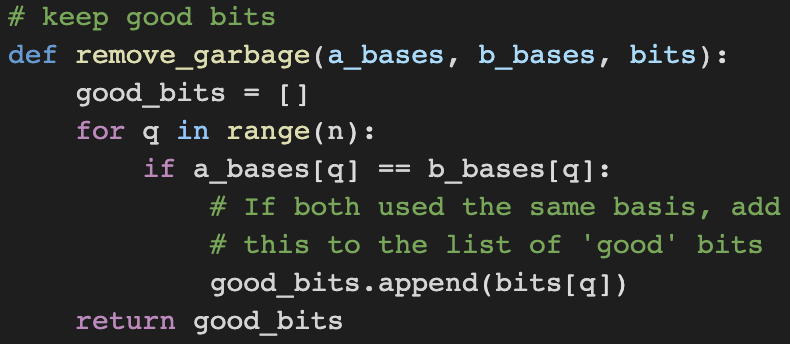 # keep good bits
def remove_garbage(a_bases, b_bases, bits):
    good_bits = []
    for q in range(n):
        if a_bases[q] == b_bases[q]:
            # If both used the same basis, add
            # this to the list of 'good' bits
            good_bits.append(bits[q])
    return good_bits